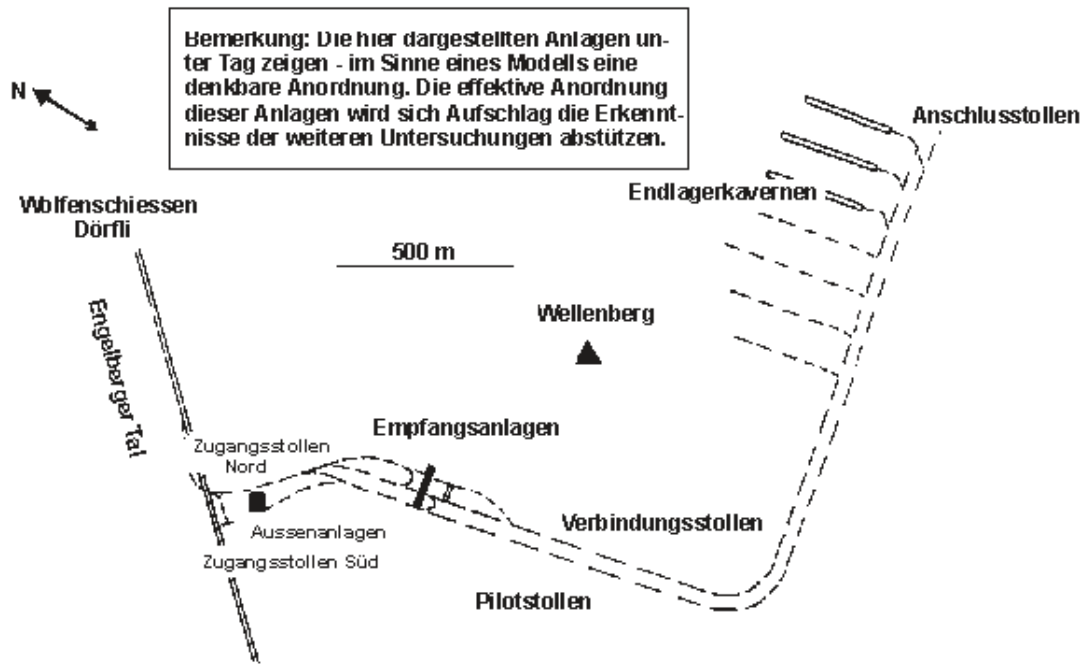 Bemerkung: Die hier dargestellten Anlagen un-
ter Tag zeigen - im Sinne eines Modells eine
denkbare Anordnung. Die effektive Anordnung
dieser Anlagen wird sich Aufschlag die Erkennt-
nisse der weiteren Untersuchungen abstützen.
N
Anschlusstollen
Endlagerkavernen
Wolfenschiessen
Dörfli
500 m
Wellenberg
Engelberger Tal
Empfangsanlagen
Zugangsstollen
Nord
Verbindungsstollen
Aussenanlagen
Zugangsstollen Süd
Pilotstollen